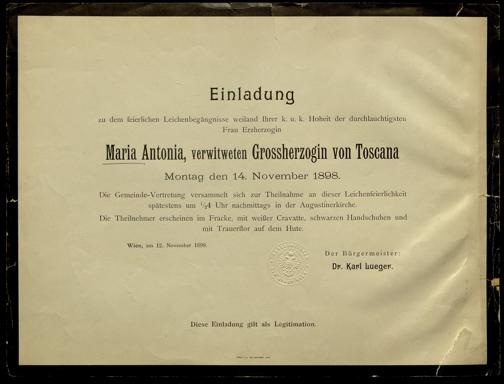 Einladung
zu dem feierlichen Leichenbegängnisse weiland Ihrer k. u. k. Hoheit der durchlauchtigsten
Frau Erzherzogin
Maria Antonia, verwitweten Grossherzogin von Toscana
Montag den 14. November 1898.
Die Gemeinde-Vertretung versammelt sich zur Theilnahme an dieser Leichenfeierlichkeit
spätestens um ½4 Uhr nachmittags in der Augustinerkirche.
Die Theilnehmer erscheinen im Fracke, mit weißer Cravatte, schwarzen Handschuhen und
mit Trauerflor auf dem Hute.
Wien, am 12. November 1898.
Der Bürgermeister:
Dr. Karl Lueger.
Diese Einladung gilt als Legitimation.